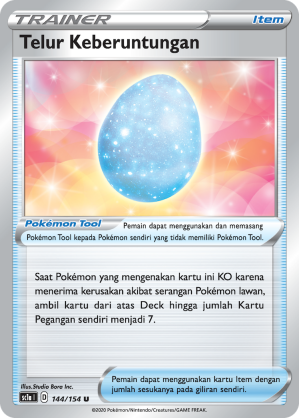 TRAINER Item
Telur Keberuntungan
Pokémon Tool Pemain dapat menggunakan dan memasang
Pokémon Tool kepada Pokémon sendiri yang tidak memiliki Pokémon Tool.
Saat Pokémon yang mengenakan kartu ini KO karena
menerima kerusakan akibat serangan Pokémon lawan,
ambil kartu dari atas Deck hingga jumlah Kartu
Pegangan sendiri menjadi 7.
Illus. Studio Bora Inc.
Pemain dapat menggunakan kartu Item dengan
jumlah sesukanya pada giliran sendiri.
sc1a I D 144/154 U
©2020 Pokémon/Nintendo/Creatures/GAME FREAK.